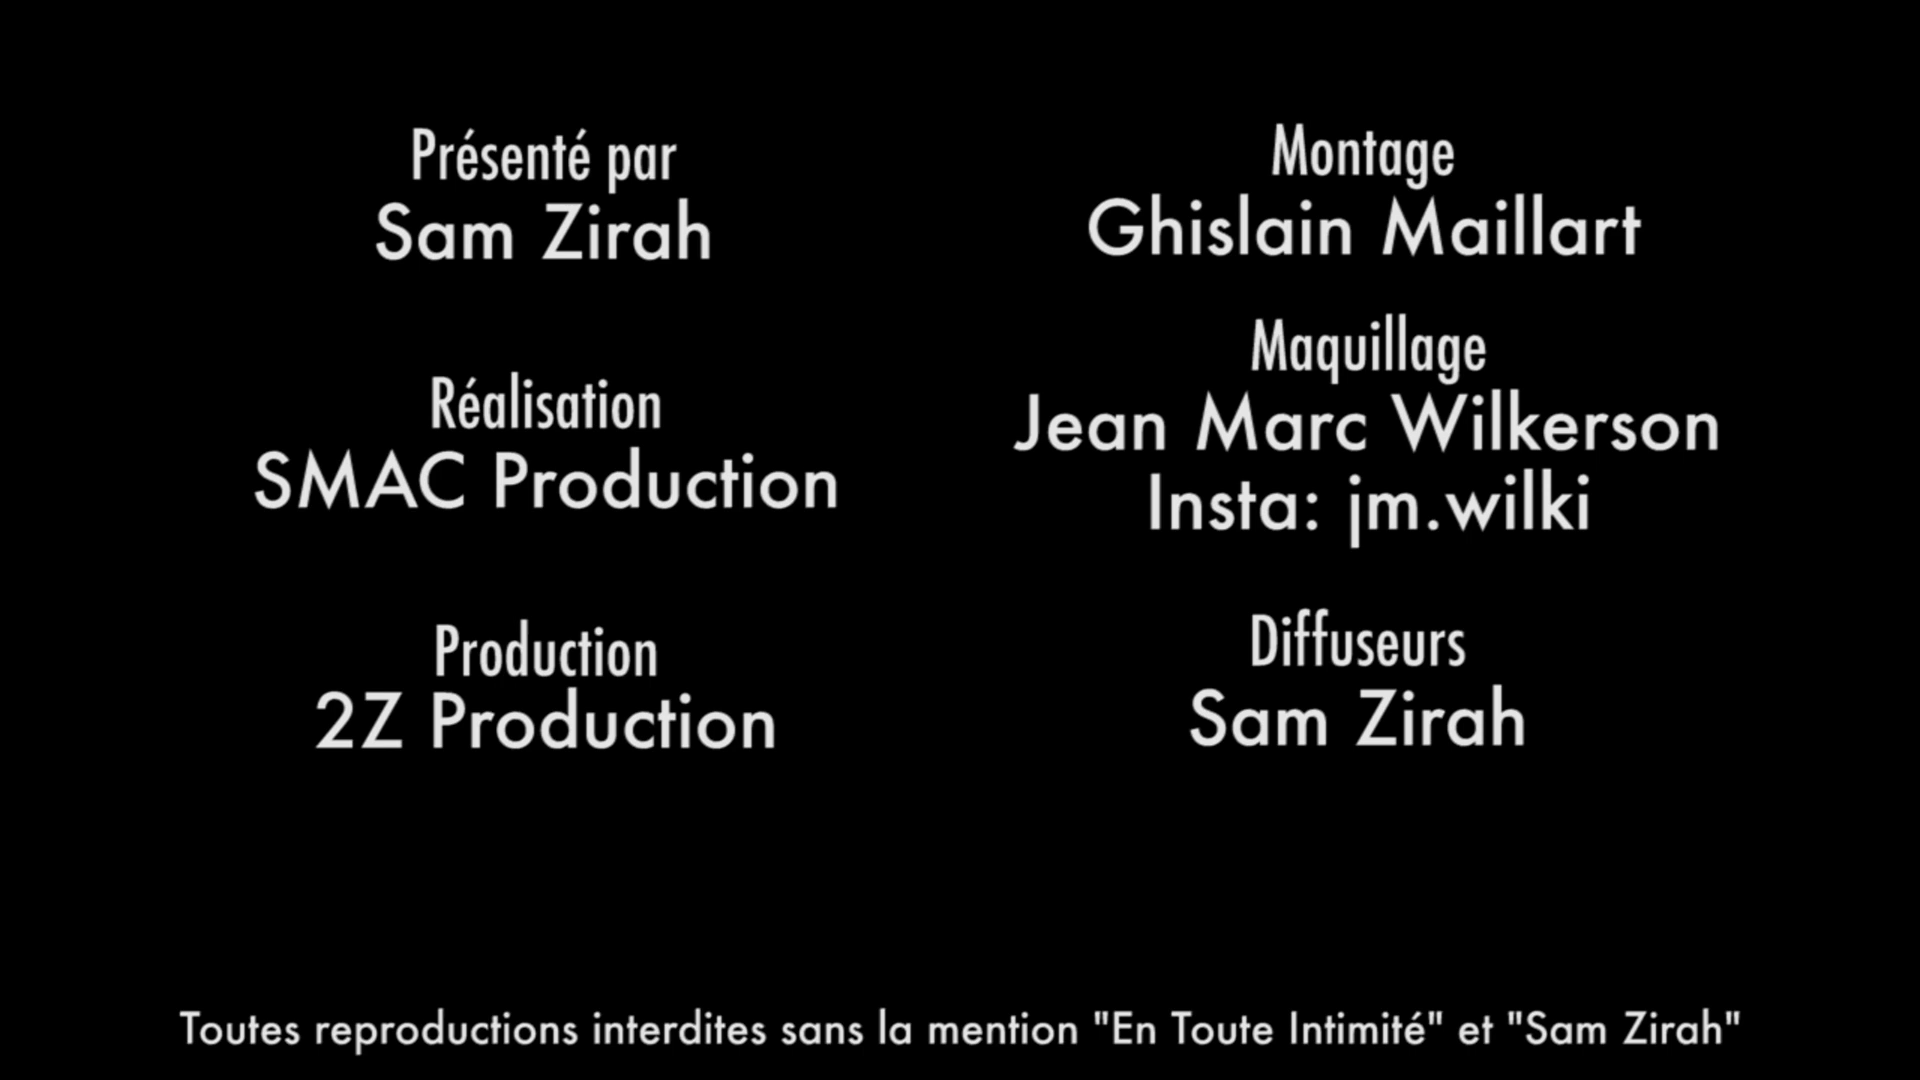 Présenté par
Sam Zirah
Réalisation
SMAC Production
Production
2Z Production
Montage
Ghislain Maillart
Maquillage
Jean Marc Wilkerson
Insta: jm.wilki
Diffuseurs
Sam Zirah
Toutes reproductions interdites sans la mention "En Toute Intimité" et "Sam Zirah"